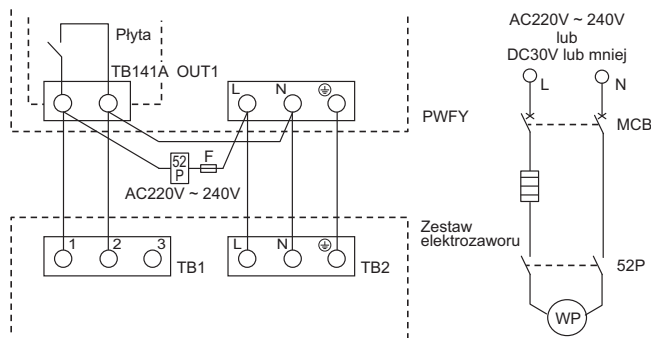 Płyta
TB141A OUT1
L N
52
P
F
AC220V ~ 240V
PWFY
Zestaw
elektrozaworu
1 2 3
TB1
L N
TB2
AC220V ~ 240V
lub
DC30V lub mniej
L N
MCB
52P
WP